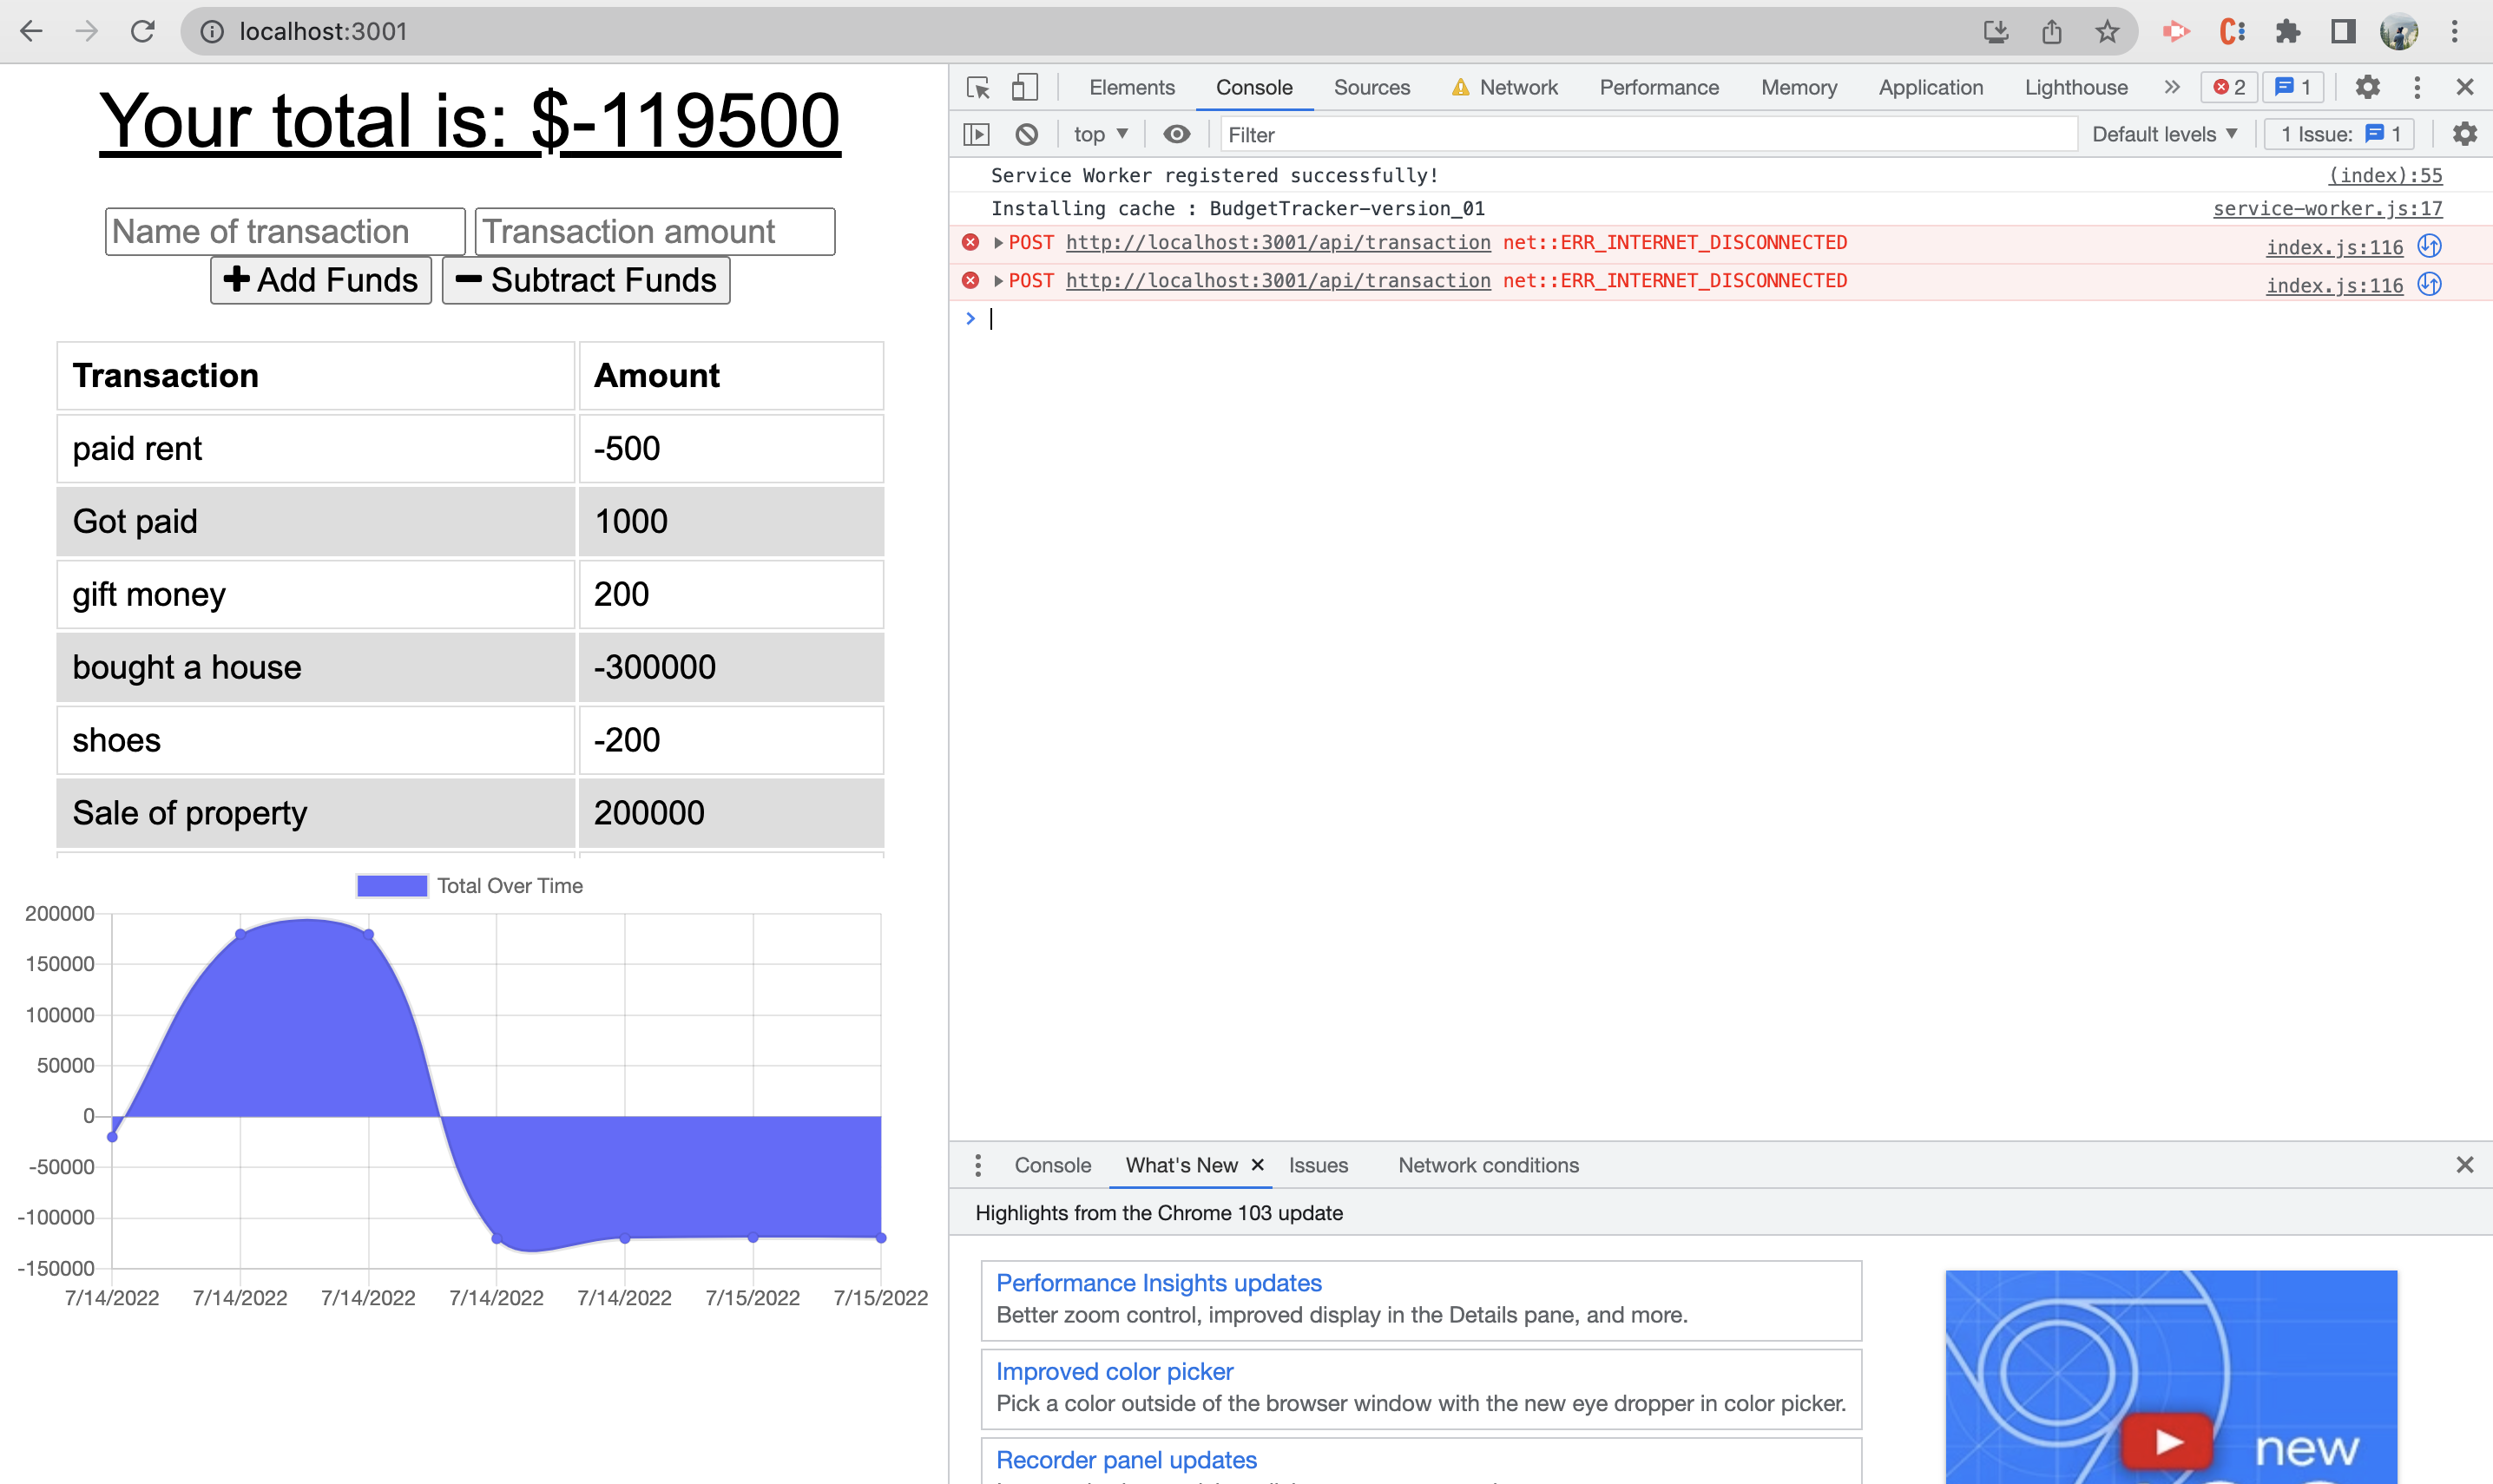 localhost:3001
Your total is: $-119500
Name of transaction Transaction amount
Add Funds Subtract Funds
Transaction Amount
paid rent -500
Got paid 1000
gift money 200
bought a house -300000
shoes -200
Sale of property 200000
Total Over Time
200000
150000
100000
50000
0
-50000
-100000
-150000
7/14/2022 7/14/2022 7/14/2022 7/14/2022 7/14/2022 7/15/2022 7/15/2022
Elements Console Sources Network Performance Memory Application Lighthouse 2 1
top Filter Default levels 1 Issue: 1
Service Worker registered successfully! (index):55
Installing cache : BudgetTracker-version_01 service-worker.js:17
POST http://localhost:3001/api/transaction net::ERR_INTERNET_DISCONNECTED index.js:116
POST http://localhost:3001/api/transaction net::ERR_INTERNET_DISCONNECTED index.js:116
Console What's New Issues Network conditions
Highlights from the Chrome 103 update
Performance Insights updates
Better zoom control, improved display in the Details pane, and more.
Improved color picker
Pick a color outside of the browser window with the new eye dropper in color picker.
Recorder panel updates
new